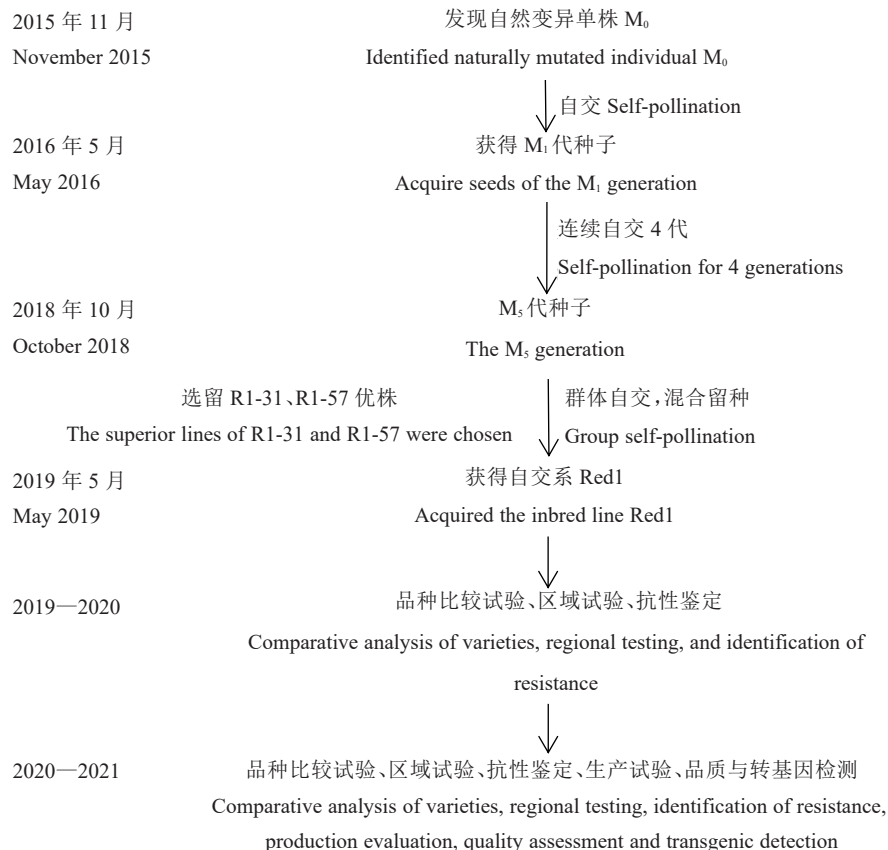 2015 年 11 月
发现自然变异单株 M₀
November 2015
Identified naturally mutated individual M₀
自交 Self-pollination
2016 年 5 月
获得 M₁ 代种子
May 2016
Acquire seeds of the M₁ generation
连续自交 4 代
Self-pollination for 4 generations
2018 年 10 月
M₅ 代种子
October 2018
The M₅ generation
选留 R1-31、R1-57 优株
群体自交，混合留种
The superior lines of R1-31 and R1-57 were chosen
Group self-pollination
2019 年 5 月
获得自交系 Red1
May 2019
Acquired the inbred line Red1
2019—2020
品种比较试验、区域试验、抗性鉴定
Comparative analysis of varieties, regional testing, and identification of
resistance
2020—2021
品种比较试验、区域试验、抗性鉴定、生产试验、品质与转基因检测
Comparative analysis of varieties, regional testing, identification of resistance,
production evaluation, quality assessment and transgenic detection